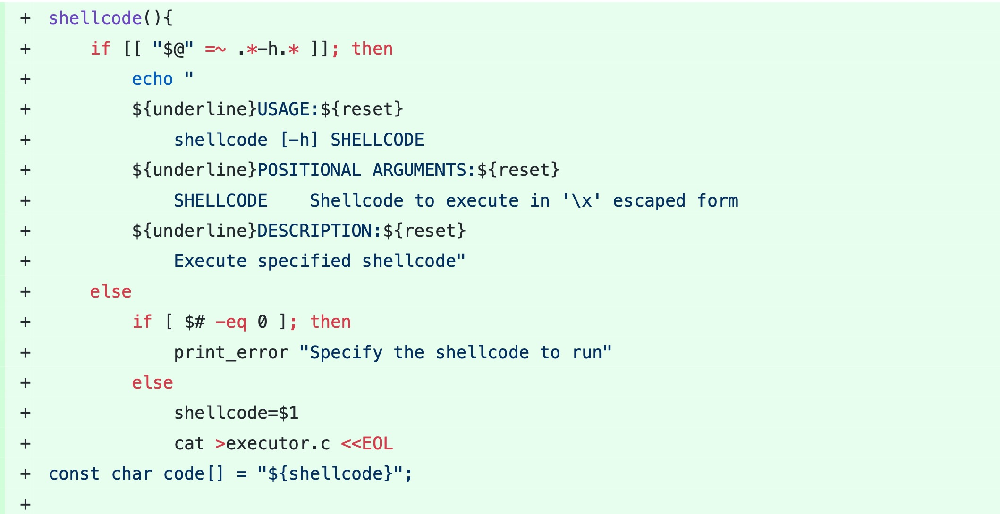 + shellcode(){
+     if [[ "$@" =~ .*-h.* ]]; then
+         echo "
+         ${underline}USAGE:${reset}
+             shellcode [-h] SHELLCODE
+         ${underline}POSITIONAL ARGUMENTS:${reset}
+             SHELLCODE    Shellcode to execute in '\x' escaped form
+         ${underline}DESCRIPTION:${reset}
+             Execute specified shellcode"
+     else
+         if [ $# -eq 0 ]; then
+             print_error "Specify the shellcode to run"
+         else
+             shellcode=$1
+             cat >executor.c <<EOL
+ const char code[] = "${shellcode}";
+